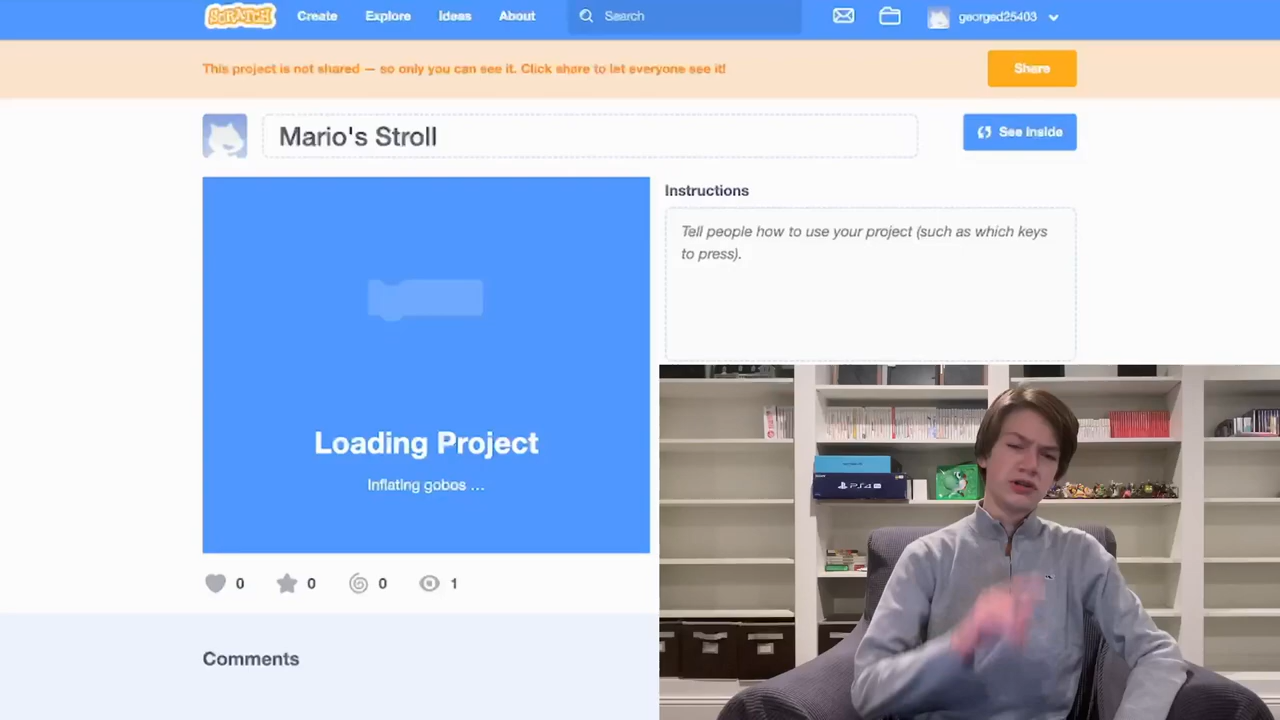 SCRATCH Create Explore Ideas About Search georged25403
This project is not shared — so only you can see it. Click share to let everyone see it!
Share
Mario's Stroll
See inside
Instructions
Tell people how to use your project (such as which keys
to press).
Loading Project
Inflating gobos ...
PS4
0 0 0 1
Comments